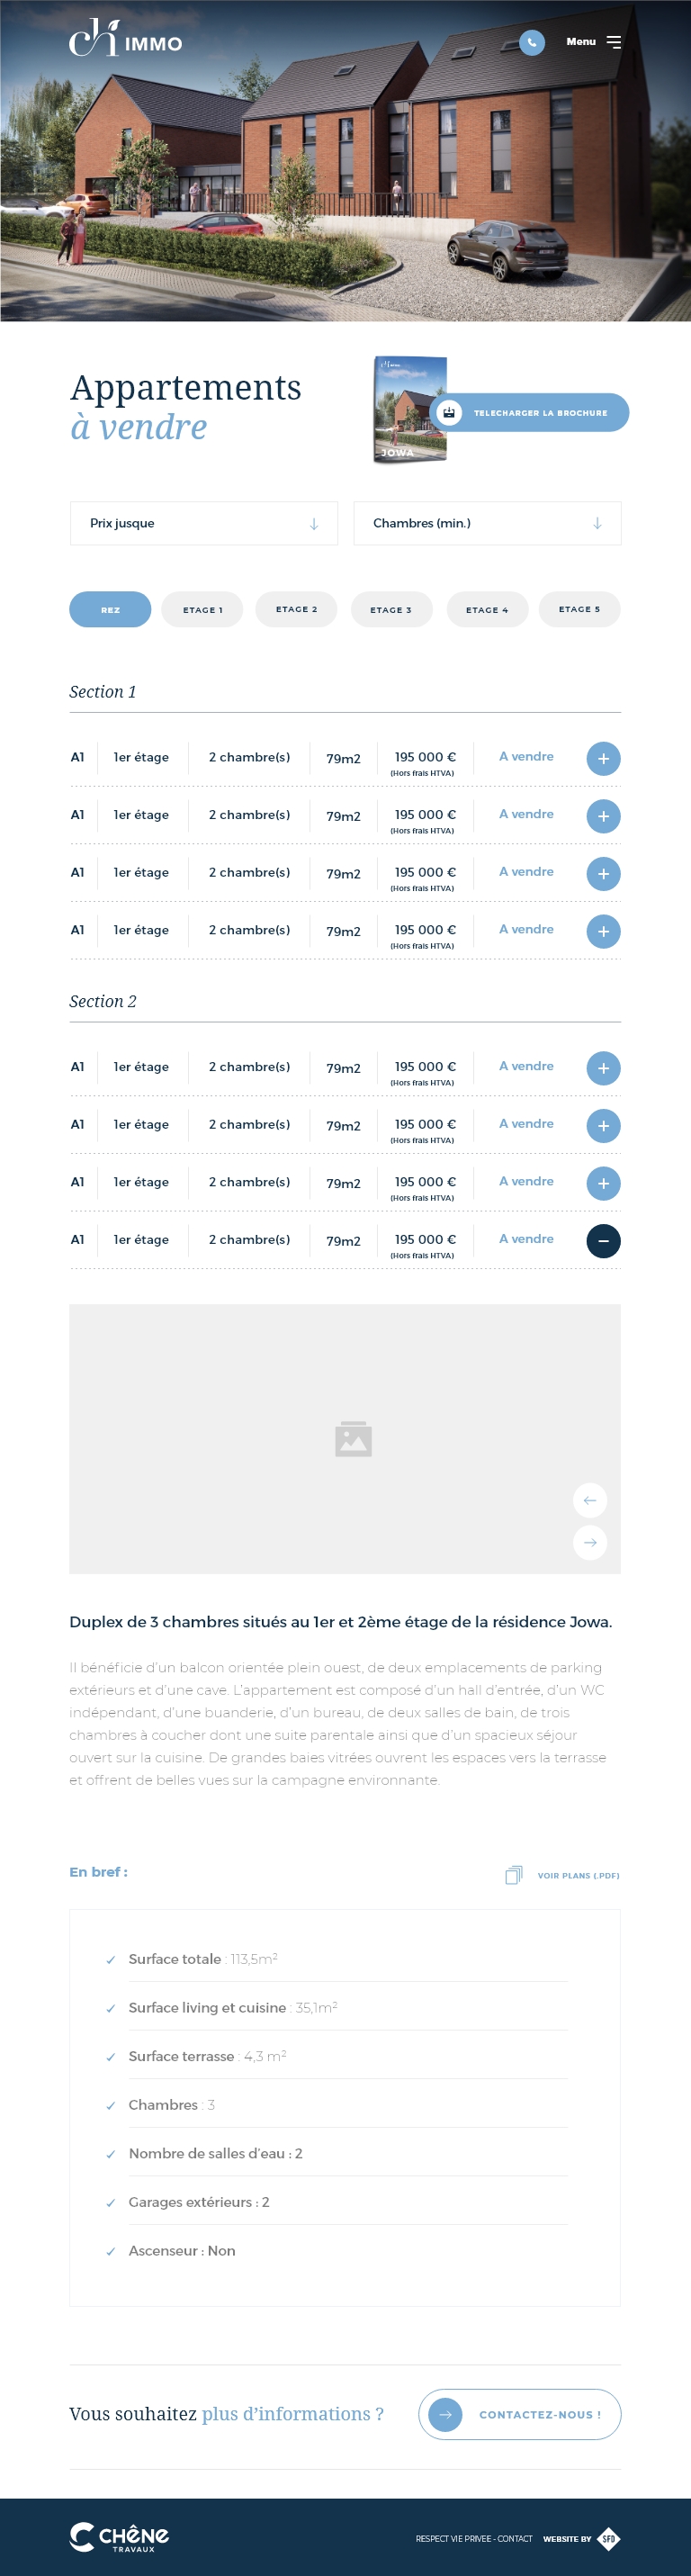 ch IMMO
Menu
Appartements
à vendre
JOWA
TELECHARGER LA BROCHURE
Prix jusque
Chambres (min.)
REZ
ETAGE 1
ETAGE 2
ETAGE 3
ETAGE 4
ETAGE 5
Section 1
A1 1er étage 2 chambre(s) 79m2 195 000 € A vendre
(Hors frais HTVA)
A1 1er étage 2 chambre(s) 79m2 195 000 € A vendre
(Hors frais HTVA)
A1 1er étage 2 chambre(s) 79m2 195 000 € A vendre
(Hors frais HTVA)
A1 1er étage 2 chambre(s) 79m2 195 000 € A vendre
(Hors frais HTVA)
Section 2
A1 1er étage 2 chambre(s) 79m2 195 000 € A vendre
(Hors frais HTVA)
A1 1er étage 2 chambre(s) 79m2 195 000 € A vendre
(Hors frais HTVA)
A1 1er étage 2 chambre(s) 79m2 195 000 € A vendre
(Hors frais HTVA)
A1 1er étage 2 chambre(s) 79m2 195 000 € A vendre
(Hors frais HTVA)
Duplex de 3 chambres situés au 1er et 2ème étage de la résidence Jowa.
Il bénéficie d'un balcon orientée plein ouest, de deux emplacements de parking
extérieurs et d'une cave. L'appartement est composé d'un hall d'entrée, d'un WC
indépendant, d'une buanderie, d'un bureau, de deux salles de bain, de trois
chambres à coucher dont une suite parentale ainsi que d'un spacieux séjour
ouvert sur la cuisine. De grandes baies vitrées ouvrent les espaces vers la terrasse
et offrent de belles vues sur la campagne environnante.
En bref :
VOIR PLANS (.PDF)
Surface totale : 113,5m²
Surface living et cuisine : 35,1m²
Surface terrasse : 4,3 m²
Chambres : 3
Nombre de salles d'eau : 2
Garages extérieurs : 2
Ascenseur : Non
Vous souhaitez plus d'informations ?
CONTACTEZ-NOUS !
CHÊNE
TRAVAUX
RESPECT VIE PRIVEE - CONTACT
WEBSITE BY SFD